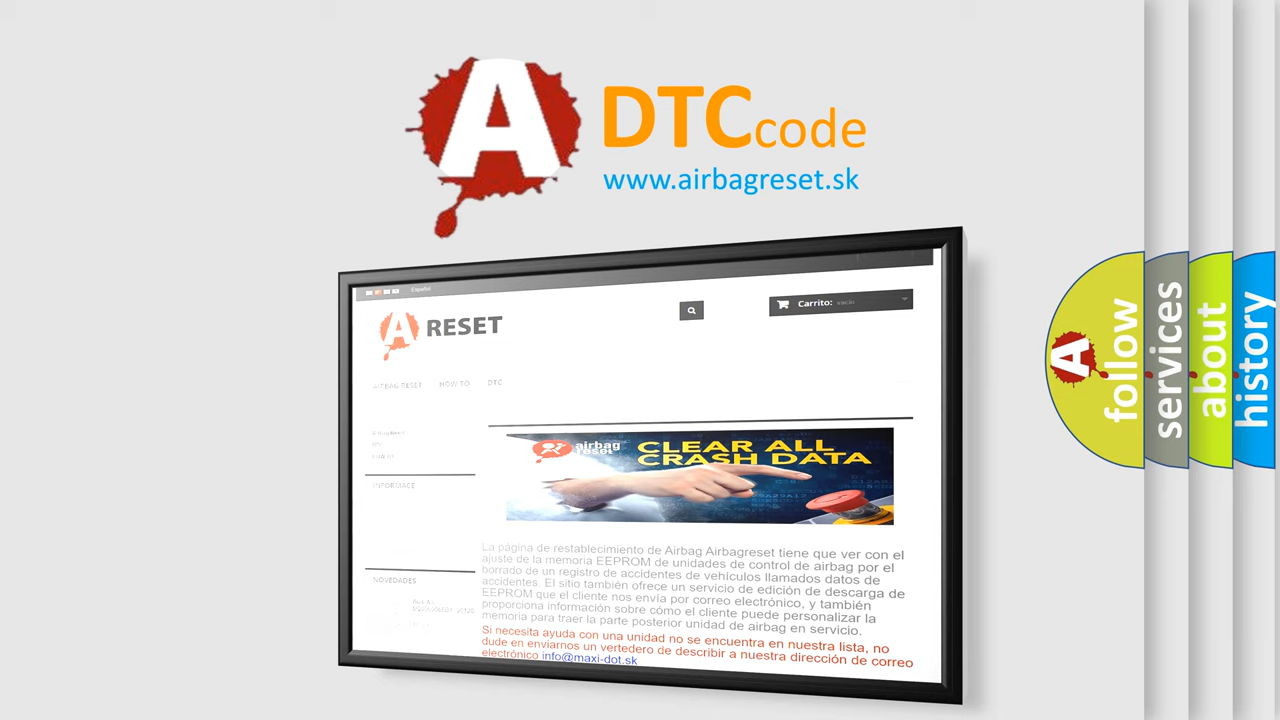 A DTCcode
www.airbagreset.sk
Español
A RESET
Carrito: vacío
AIRBAG RESET HOW TO DTC
INFORMACE
airbag
reset
CLEAR ALL
CRASH DATA
La página de restablecimiento de Airbag Airbagreset tiene que ver con el
ajuste de la memoria EEPROM de unidades de control de airbag por el
borrado de un registro de accidentes de vehículos llamados datos de
accidentes. El sitio también ofrece un servicio de edición de descarga de
EEPROM que el cliente nos envía por correo electrónico, y también
proporciona información sobre cómo el cliente puede personalizar la
memoria para traer la parte posterior unidad de airbag en servicio.
Si necesita ayuda con una unidad no se encuentra en nuestra lista, no
dude en enviarnos un vertedero de describir a nuestra dirección de correo
electrónico info@maxi-dot.sk
NOVEDADES
A
follow
services
about
history